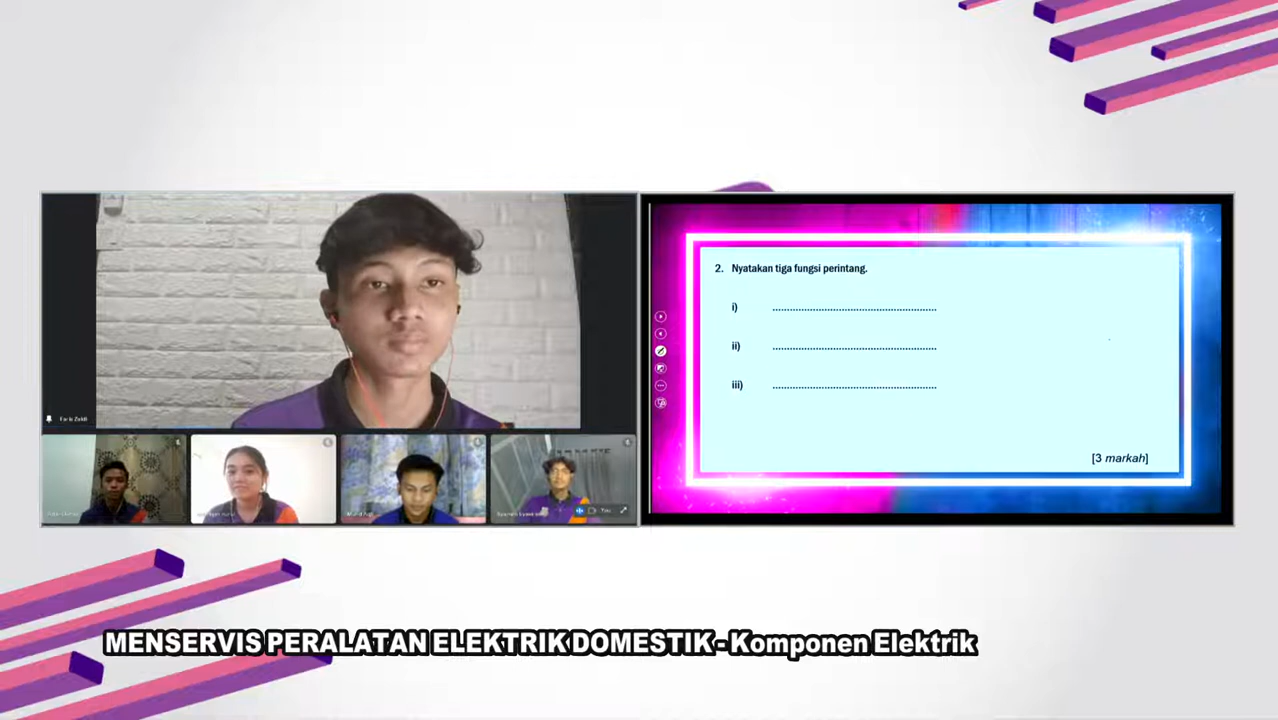 2. Nyatakan tiga fungsi perintang.
i) ..........................................................
ii) ..........................................................
iii) ..........................................................
[3 markah]
MENSERVIS PERALATAN ELEKTRIK DOMESTIK - Komponen Elektrik